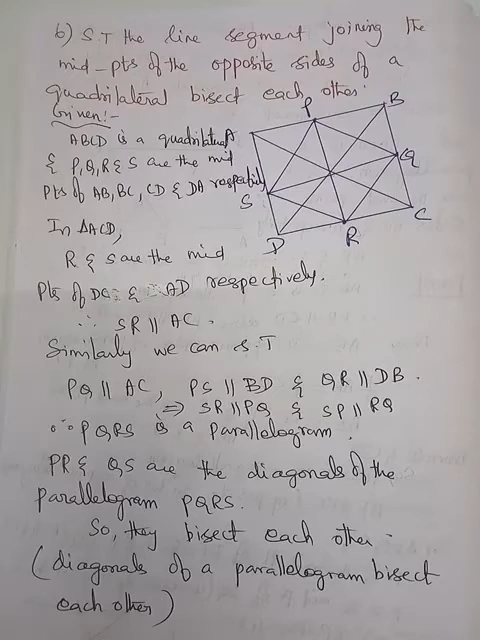 b) S.T the line segment joining the
mid-pts of the opposite sides of a
quadrilateral bisect each other.
Given:-
ABCD is a quadrilateral
& P,Q,R & S are the mid
pts of AB, BC, CD & DA respectively
A
P
B
Q
S
D
R
C
In ΔACD,
R & S are the mid
pts of DC & AD respectively.
∴ SR || AC.
Similarly we can S.T
PQ || AC, PS || BD & QR || DB.
⇒ SR || PQ & SP || RQ
∴ PQRS is a parallelogram.
PR & QS are the diagonals of the
parallelogram PQRS.
So, they bisect each other.
(diagonals of a parallelogram bisect
each other)